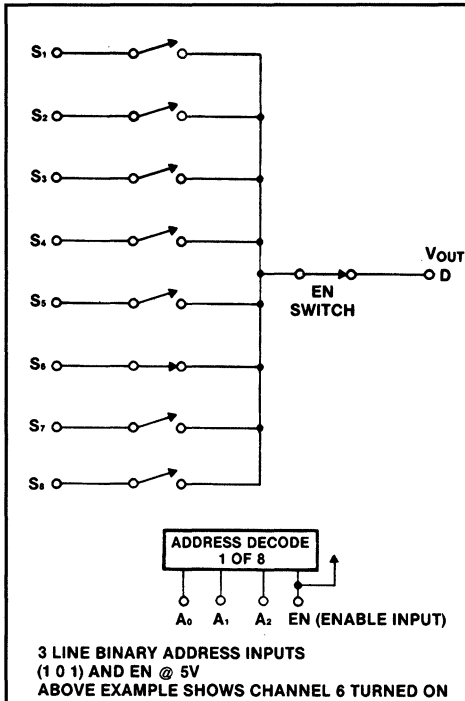 S1
S2
S3
S4
S5
S6
S7
S8
VOUT
D
EN
SWITCH
ADDRESS DECODE
1 OF 8
A0 A1 A2 EN (ENABLE INPUT)
3 LINE BINARY ADDRESS INPUTS
(1 0 1) AND EN @ 5V
ABOVE EXAMPLE SHOWS CHANNEL 6 TURNED ON